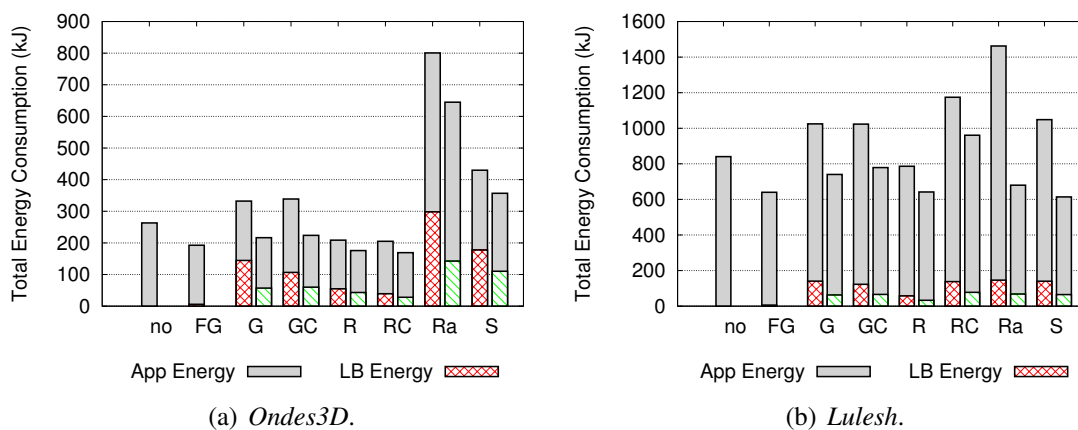 Total Energy Consumption (kJ)
900
800
700
600
500
400
300
200
100
0
no FG G GC R RC Ra S
App Energy LB Energy
(a) Ondes3D.
Total Energy Consumption (kJ)
1600
1400
1200
1000
800
600
400
200
0
no FG G GC R RC Ra S
App Energy LB Energy
(b) Lulesh.